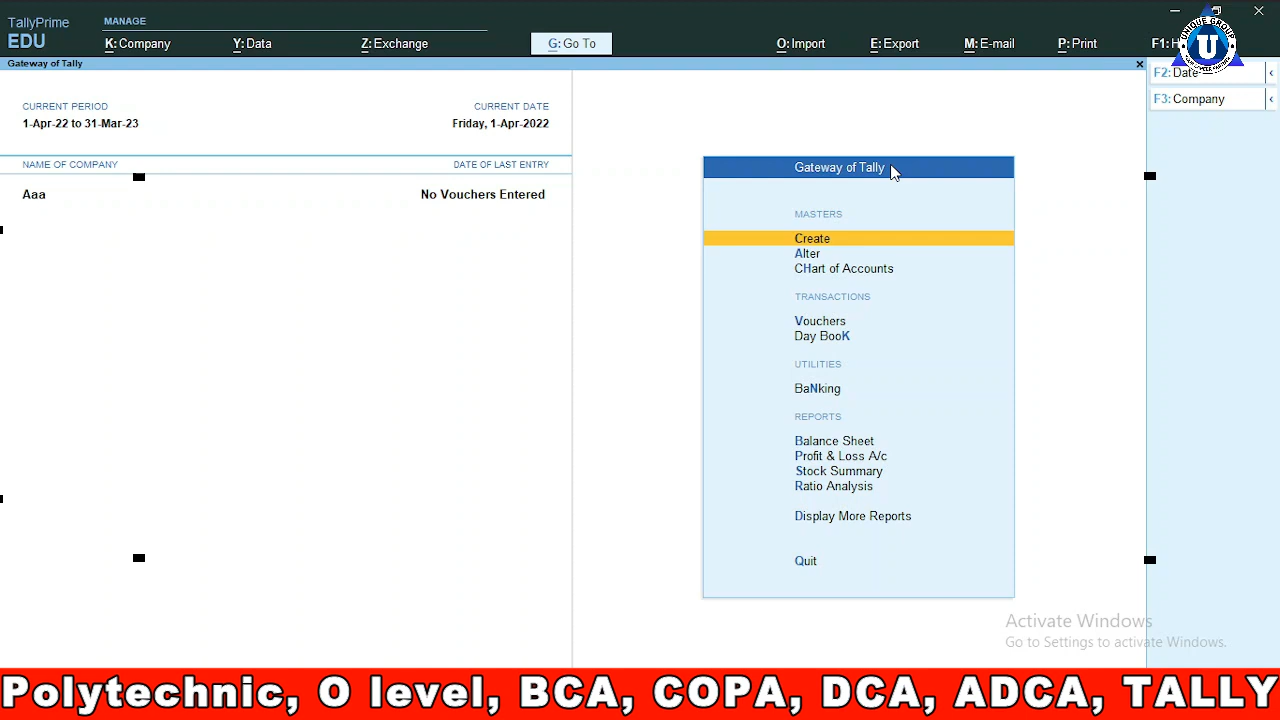 TallyPrime
EDU
MANAGE
K: Company
Y: Data
Z: Exchange
G: Go To
O: Import
E: Export
M: E-mail
P: Print
F1: H
UNIQUE GROUP
U
Gateway of Tally
F2: Date
F3: Company
CURRENT PERIOD
CURRENT DATE
1-Apr-22 to 31-Mar-23
Friday, 1-Apr-2022
NAME OF COMPANY
DATE OF LAST ENTRY
Aaa
No Vouchers Entered
Gateway of Tally
MASTERS
Create
Alter
CHart of Accounts
TRANSACTIONS
Vouchers
Day BooK
UTILITIES
BaNking
REPORTS
Balance Sheet
Profit & Loss A/c
Stock Summary
Ratio Analysis
Display More Reports
Quit
Activate Windows
Go to Settings to activate Windows.
Polytechnic, O level, BCA, COPA, DCA, ADCA, TALLY